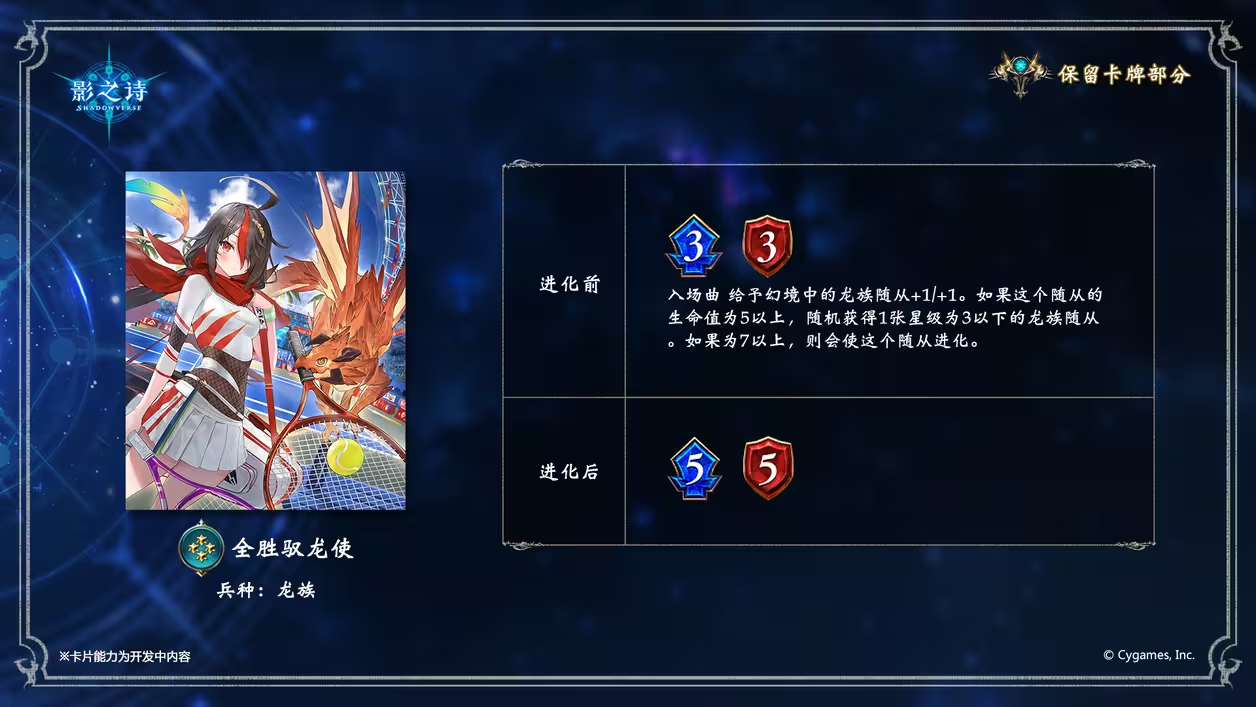 影之诗
SHADOWVERSE
保留卡牌部分
进化前
3
3
入场曲 给予幻境中的龙族随从+1/+1。如果这个随从的
生命值为5以上，随机获得1张星级为3以下的龙族随从
。如果为7以上，则会使这个随从进化。
进化后
5
5
全胜驭龙使
兵种：龙族
※卡片能力为开发中内容
© Cygames, Inc.